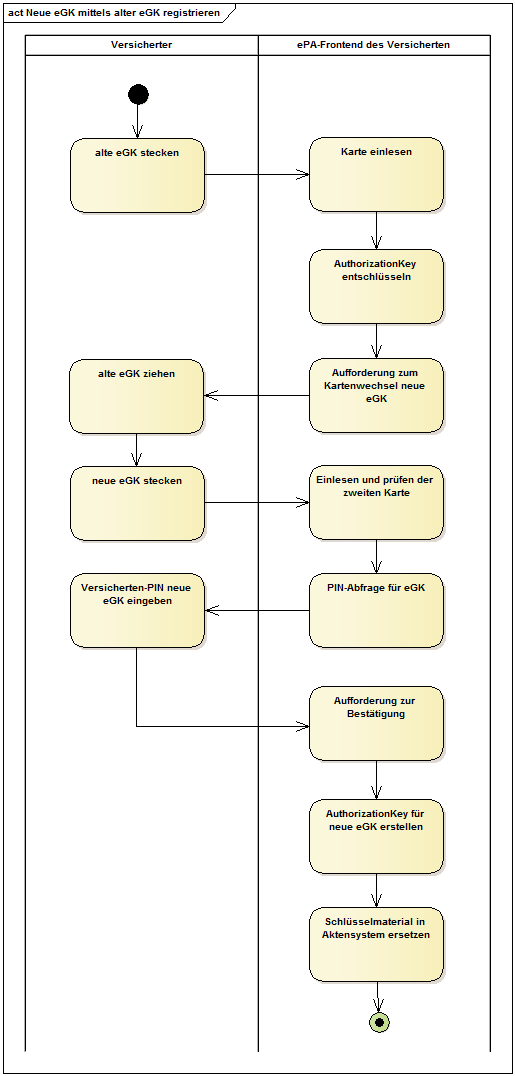 act Neue eGK mittels alter eGK registrieren
Versicherter
ePA-Frontend des Versicherten
alte eGK stecken
Karte einlesen
AuthorizationKey
entschlüseln
Aufforderung zum
Kartenwechsel neue
eGK
alte eGK ziehen
neue eGK stecken
Einlesen und prüfen der
zweiten Karte
PIN-Abfrage für eGK
Versicherten-PIN neue
eGK eingeben
Aufforderung zur
Bestätigung
AuthorizationKey für
neue eGK erstellen
Schlüsselmaterial in
Aktensystem ersetzen